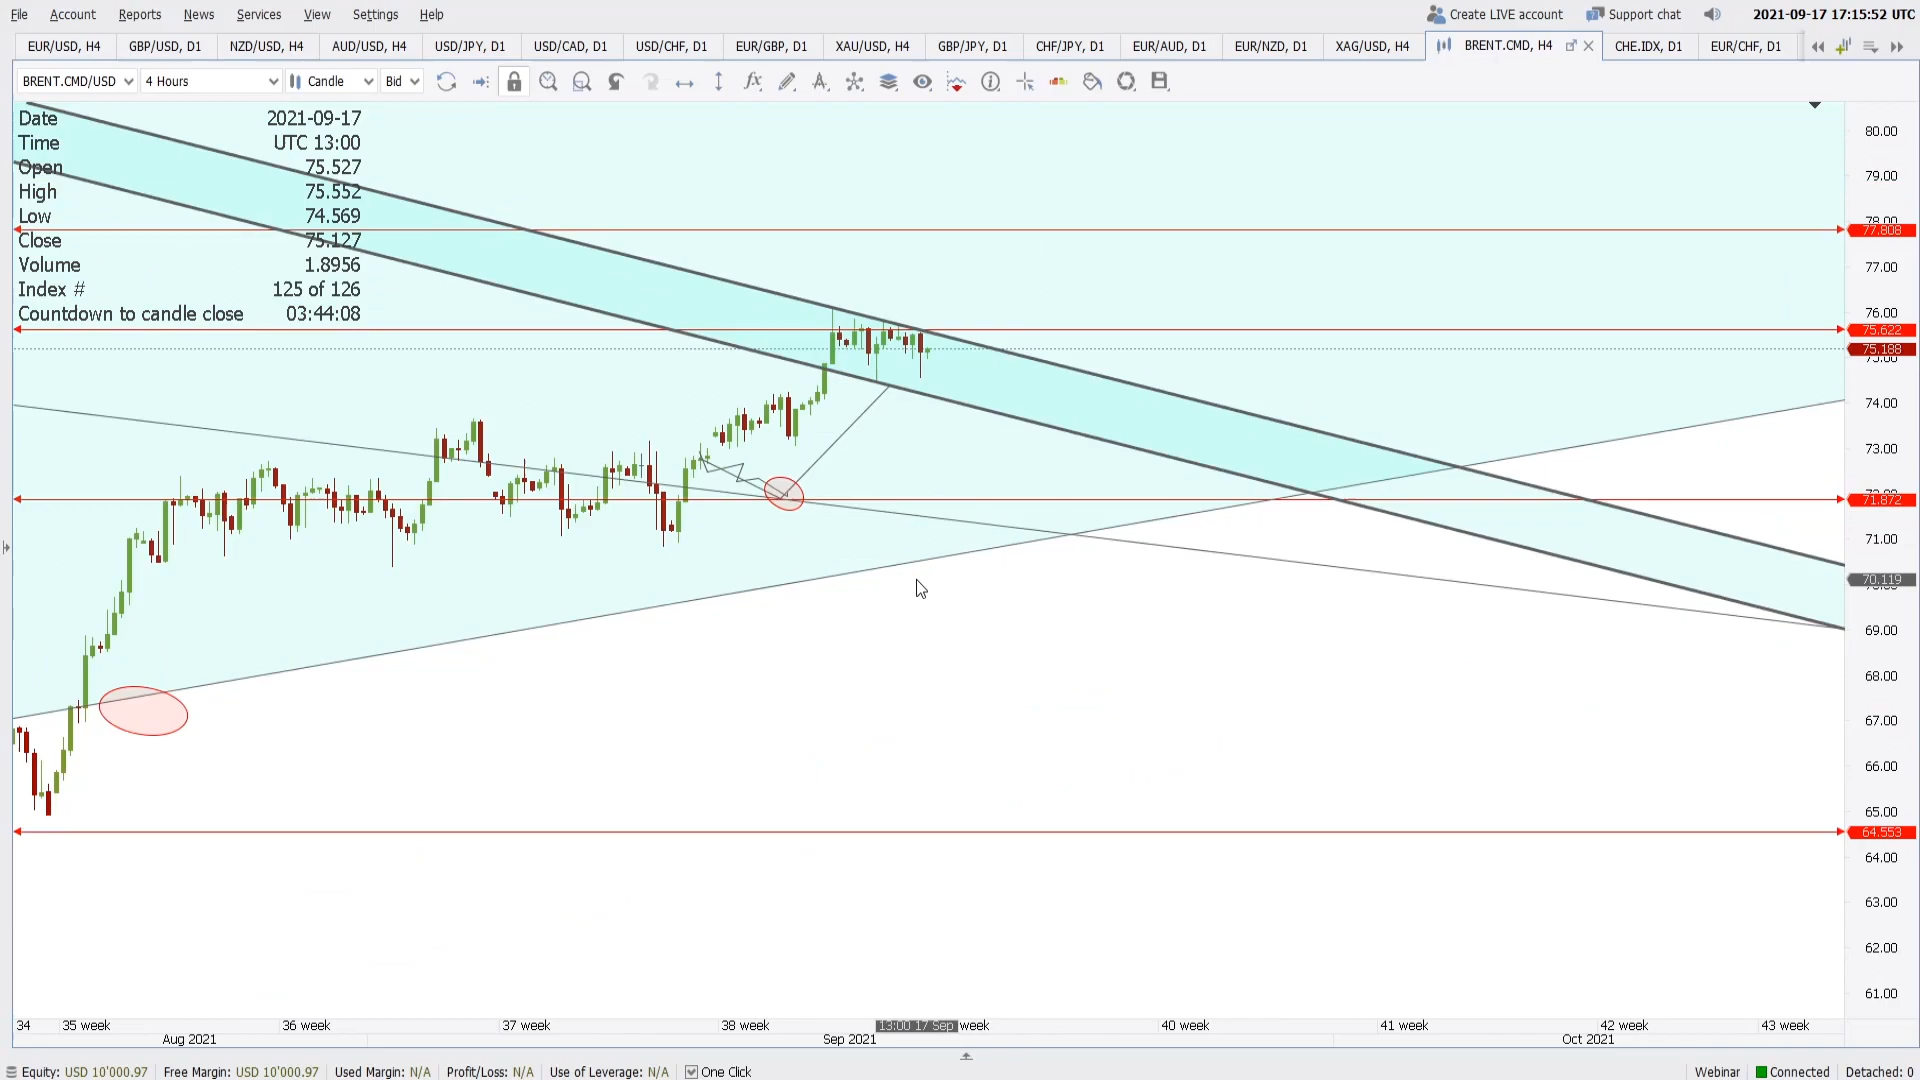 File Account Reports News Services View Settings Help Create LIVE account Support chat 2021-09-17 17:15:52 UTC
EUR/USD, H4 GBP/USD, D1 NZD/USD, H4 AUD/USD, H4 USD/JPY, D1 USD/CAD, D1 USD/CHF, D1 EUR/GBP, D1 XAU/USD, H4 GBP/JPY, D1 CHF/JPY, D1 EUR/AUD, D1 EUR/NZD, D1 XAG/USD, H4 BRENT.CMD, H4 CHE.IDX, D1 EUR/CHF, D1
BRENT.CMD/USD 4 Hours Candle Bid
Date 2021-09-17
Time UTC 13:00
Open 75.527
High 75.552
Low 74.569
Close 75.127
Volume 1.8956
Index # 125 of 126
Countdown to candle close 03:44:08
80.00
79.00
78.00
77.808
77.00
76.00
75.622
75.188
75.00
74.00
73.00
72.00
71.872
71.00
70.119
69.00
68.00
67.00
66.00
65.00
64.553
64.00
63.00
62.00
61.00
34 35 week 36 week 37 week 38 week 13:00 17 Sep week 40 week 41 week 42 week 43 week
Aug 2021 Sep 2021 Oct 2021
Equity: USD 10'000.97 Free Margin: USD 10'000.97 Used Margin: N/A Profit/Loss: N/A Use of Leverage: N/A One Click Webinar Connected Detached: 0